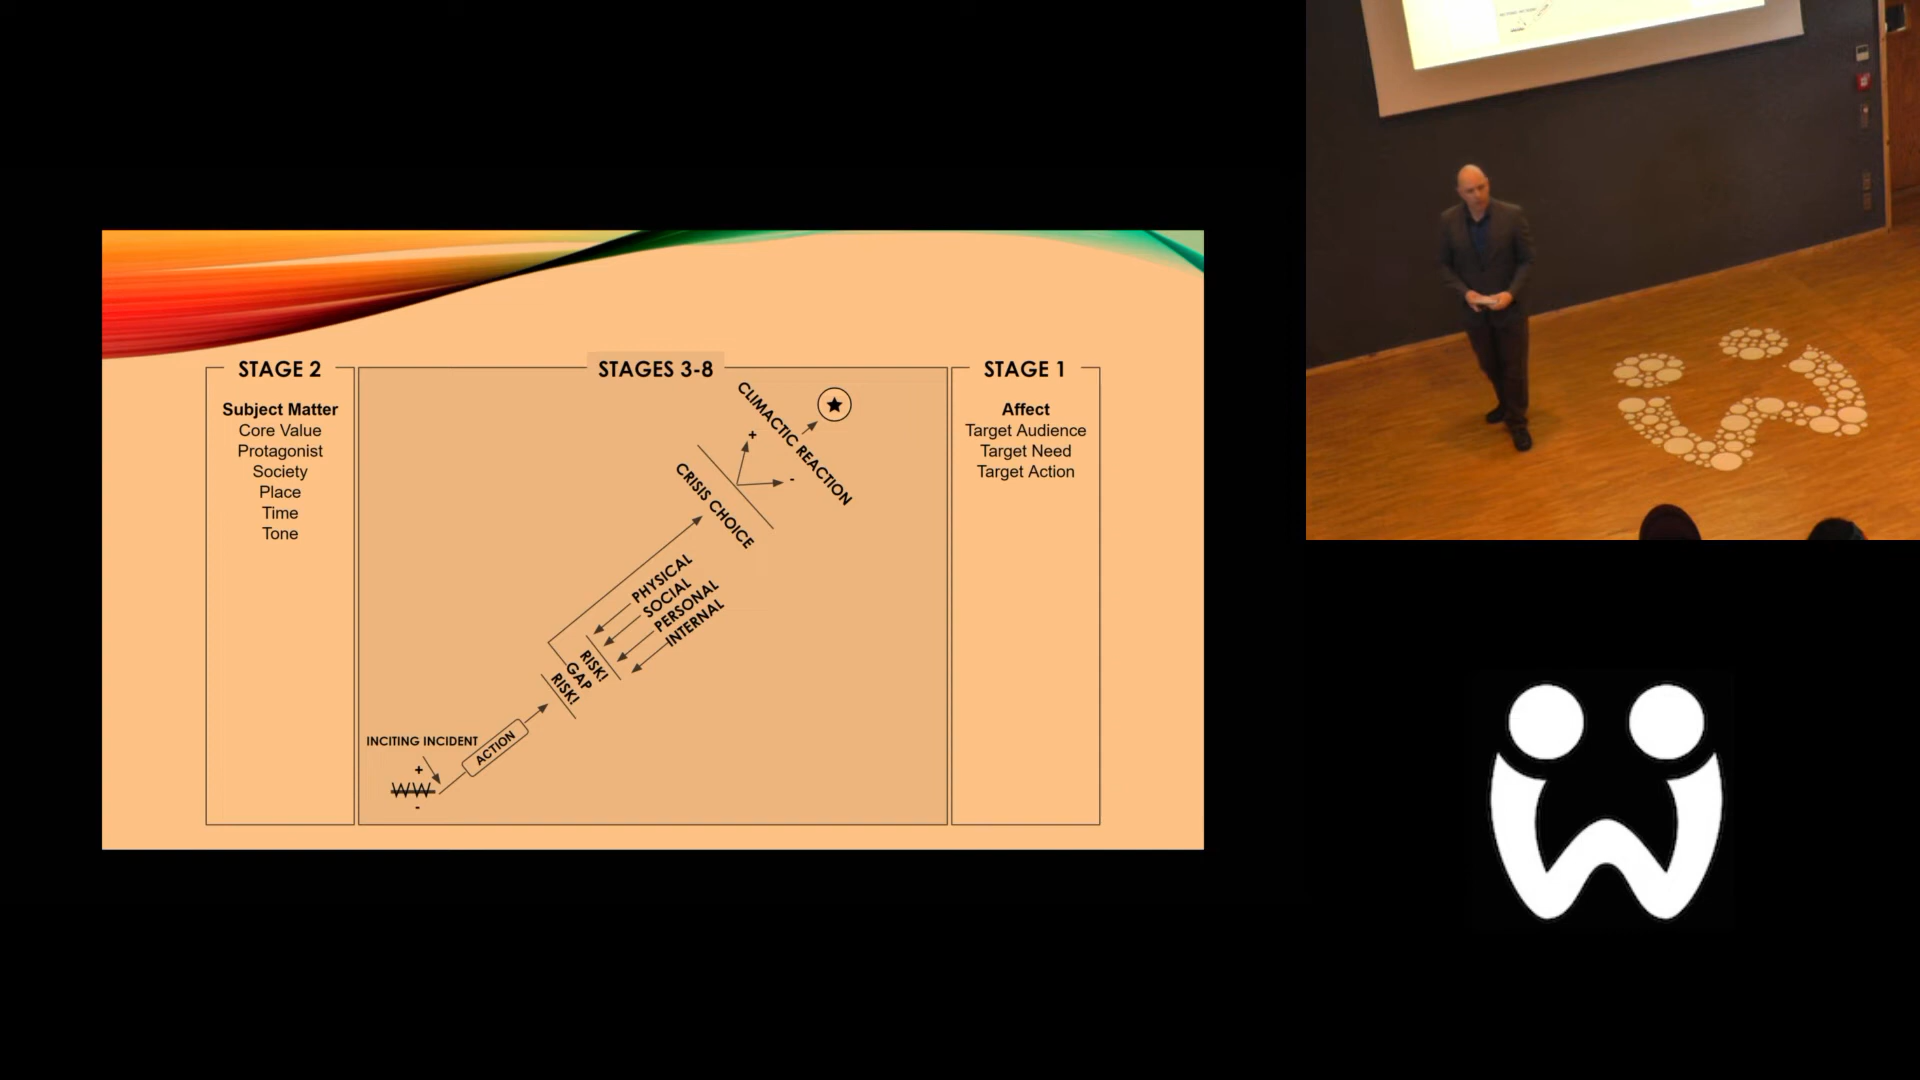 STAGE 2
Subject Matter
Core Value
Protagonist
Society
Place
Time
Tone
STAGES 3-8
CLIMACTIC REACTION
+
-
CRISIS CHOICE
PHYSICAL
SOCIAL
PERSONAL
INTERNAL
RISK!
GAP
RISK!
ACTION
INCITING INCIDENT
+
-
STAGE 1
Affect
Target Audience
Target Need
Target Action